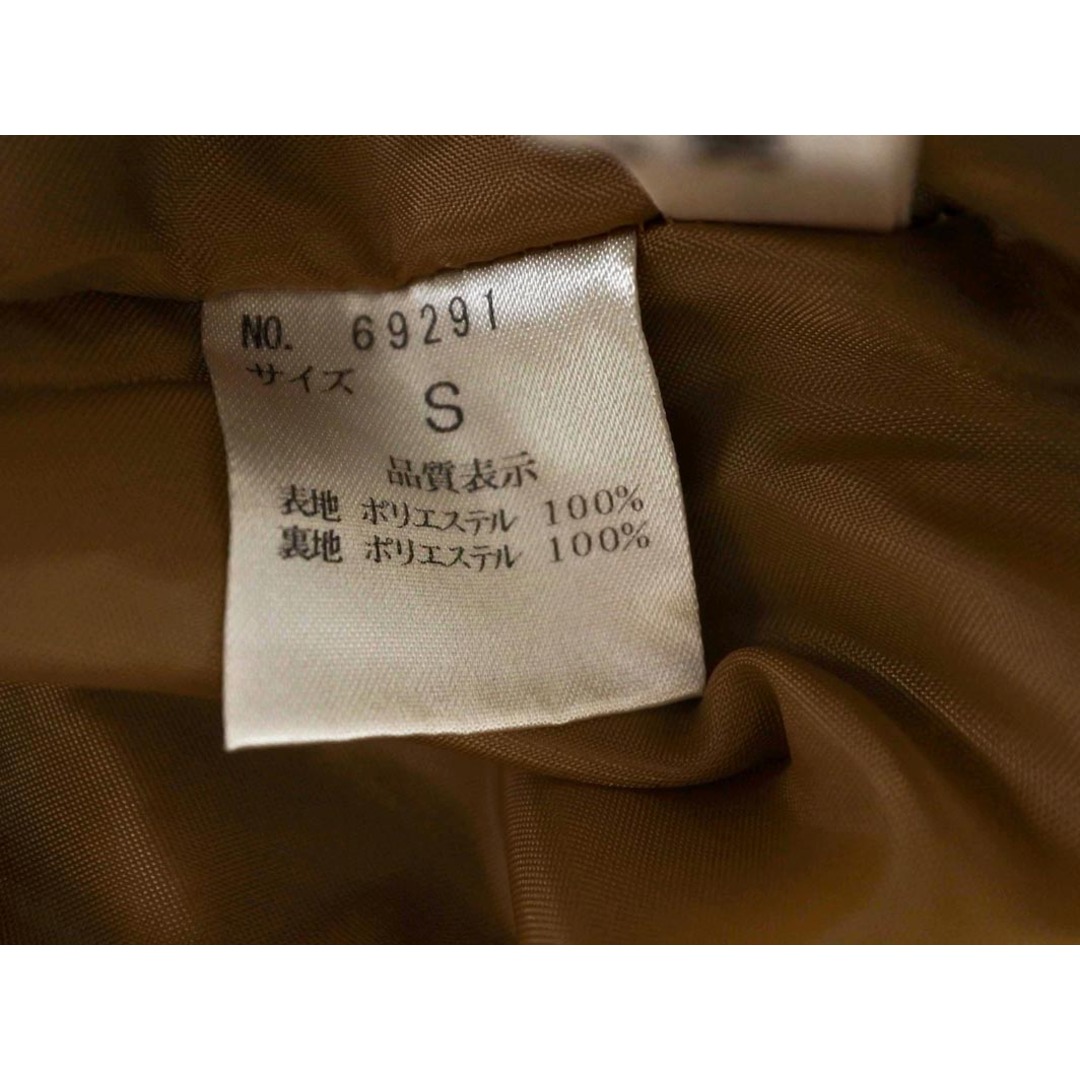 NO. 69291
サイズ
S
品質表示
表地 ポリエステル 100%
裏地 ポリエステル 100%